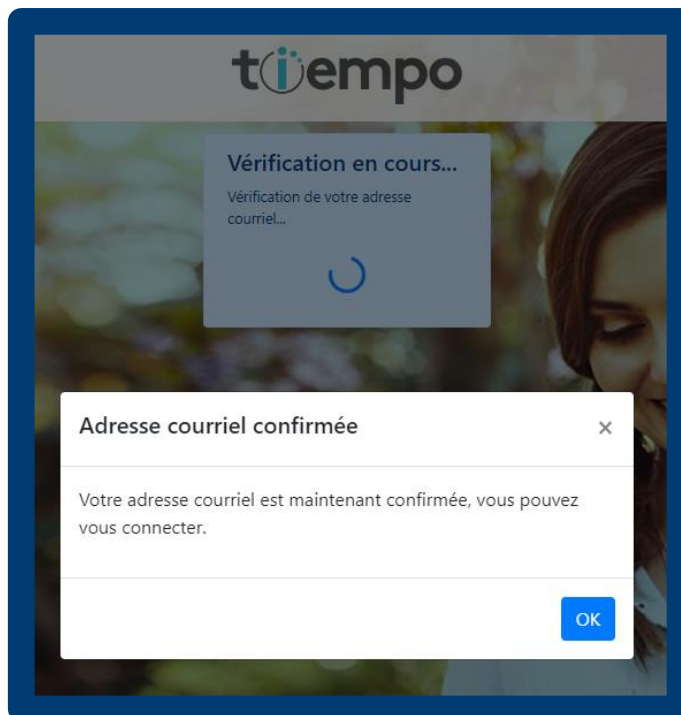 tiempo
Vérification en cours...
Vérification de votre adresse
courriel...
Adresse courriel confirmée
×
Votre adresse courriel est maintenant confirmée, vous pouvez
vous connecter.
OK